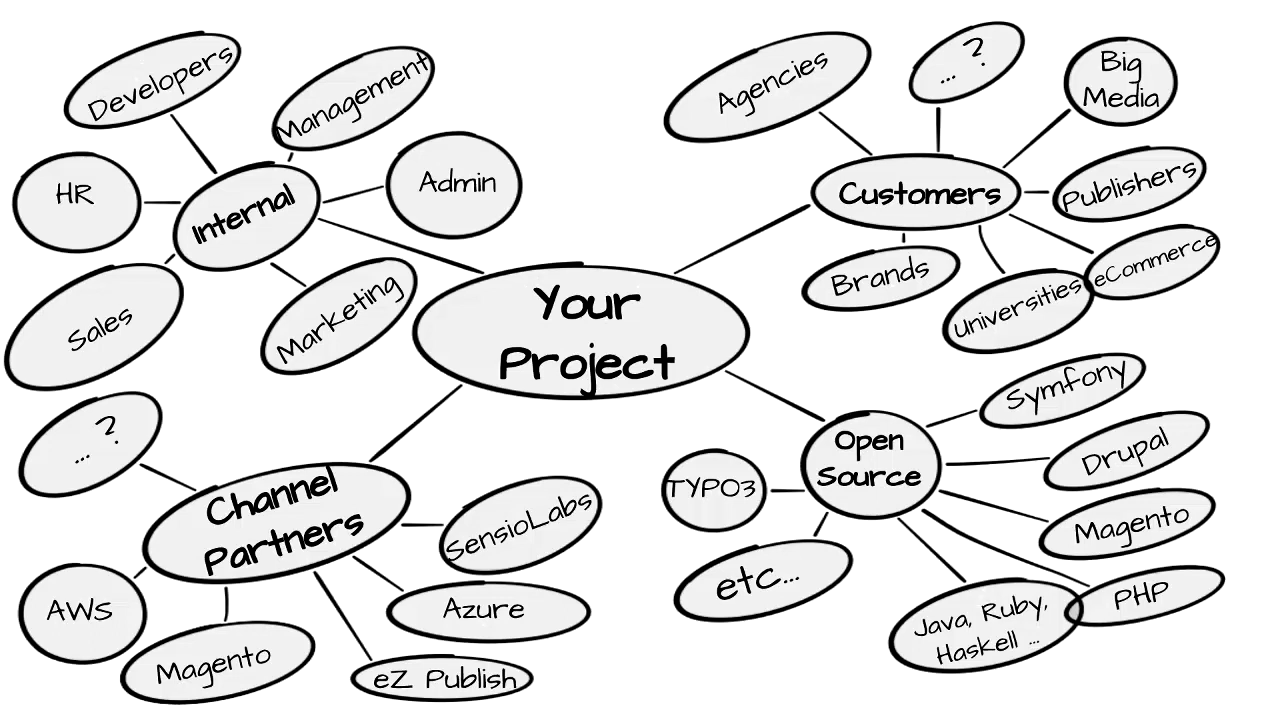 Your
Project
Internal
Developers
Management
HR
Admin
Sales
Marketing
Customers
Agencies
... ?
Big
Media
Publishers
eCommerce
Universities
Brands
Channel
Partners
... ?
SensioLabs
AWS
Azure
Magento
eZ Publish
Open
Source
Symfony
Drupal
TYPO3
Magento
etc...
PHP
Java, Ruby,
Haskell ...